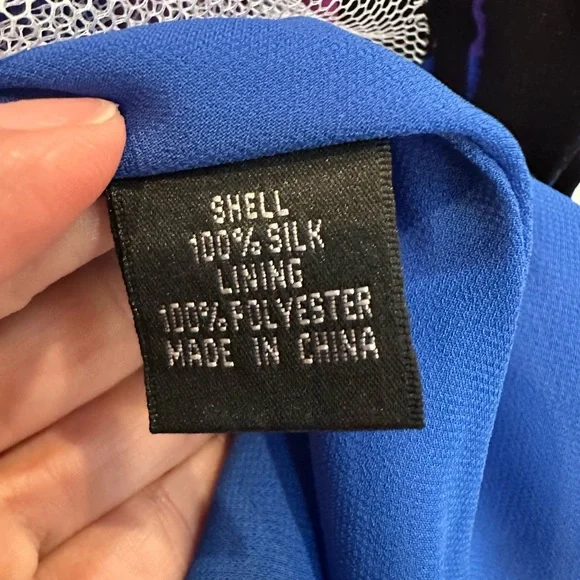 SHELL
100% SILK
LINING
100% POLYESTER
MADE IN CHINA